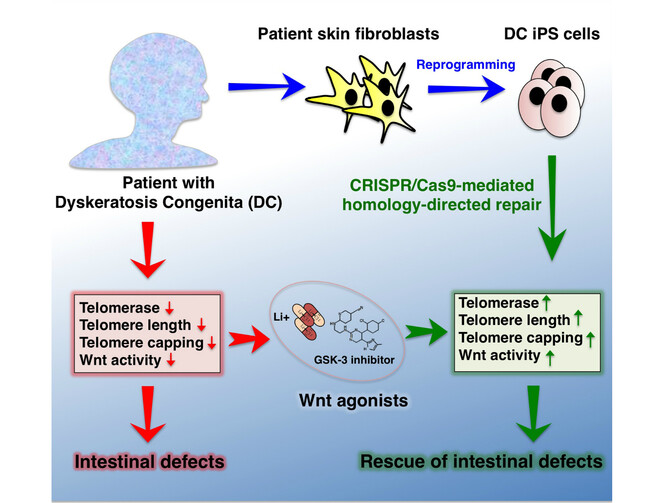 Patient skin fibroblasts
DC iPS cells
Reprogramming
Patient with
Dyskeratosis Congenita (DC)
CRISPR/Cas9-mediated
homology-directed repair
Telomerase ↓
Telomere length ↓
Telomere capping ↓
Wnt activity ↓
Li+
GSK-3 inhibitor
Wnt agonists
Telomerase ↑
Telomere length ↑
Telomere capping ↑
Wnt activity ↑
Intestinal defects
Rescue of intestinal defects